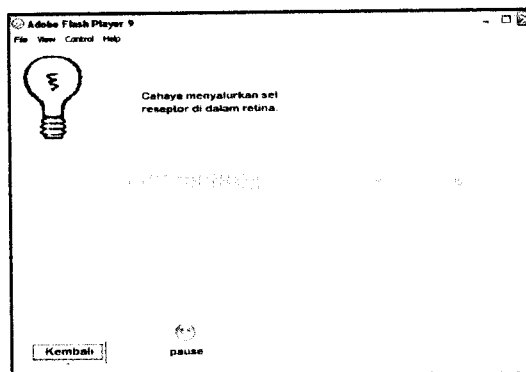 Adobe Flash Player 9
File View Control Help
Cahaya menyalurkan sel
reseptor di dalam retina.
Kembali
pause